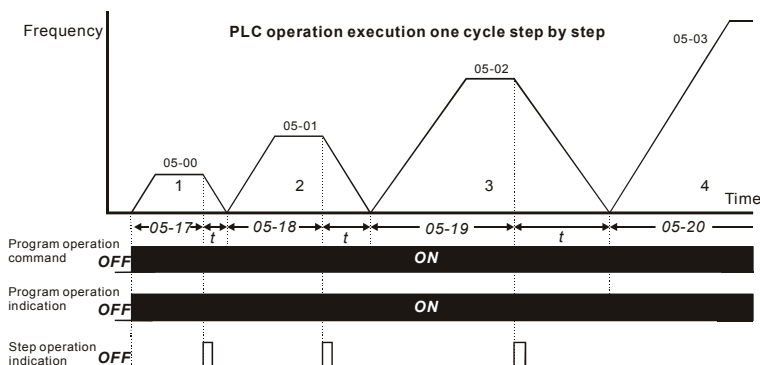 Frequency
PLC operation execution one cycle step by step
05-03
05-02
05-01
05-00
1
2
3
4
Time
05-17
t
05-18
t
05-19
t
05-20
Program operation
command
OFF
ON
Program operation
indication
OFF
ON
Step operation
indication
OFF